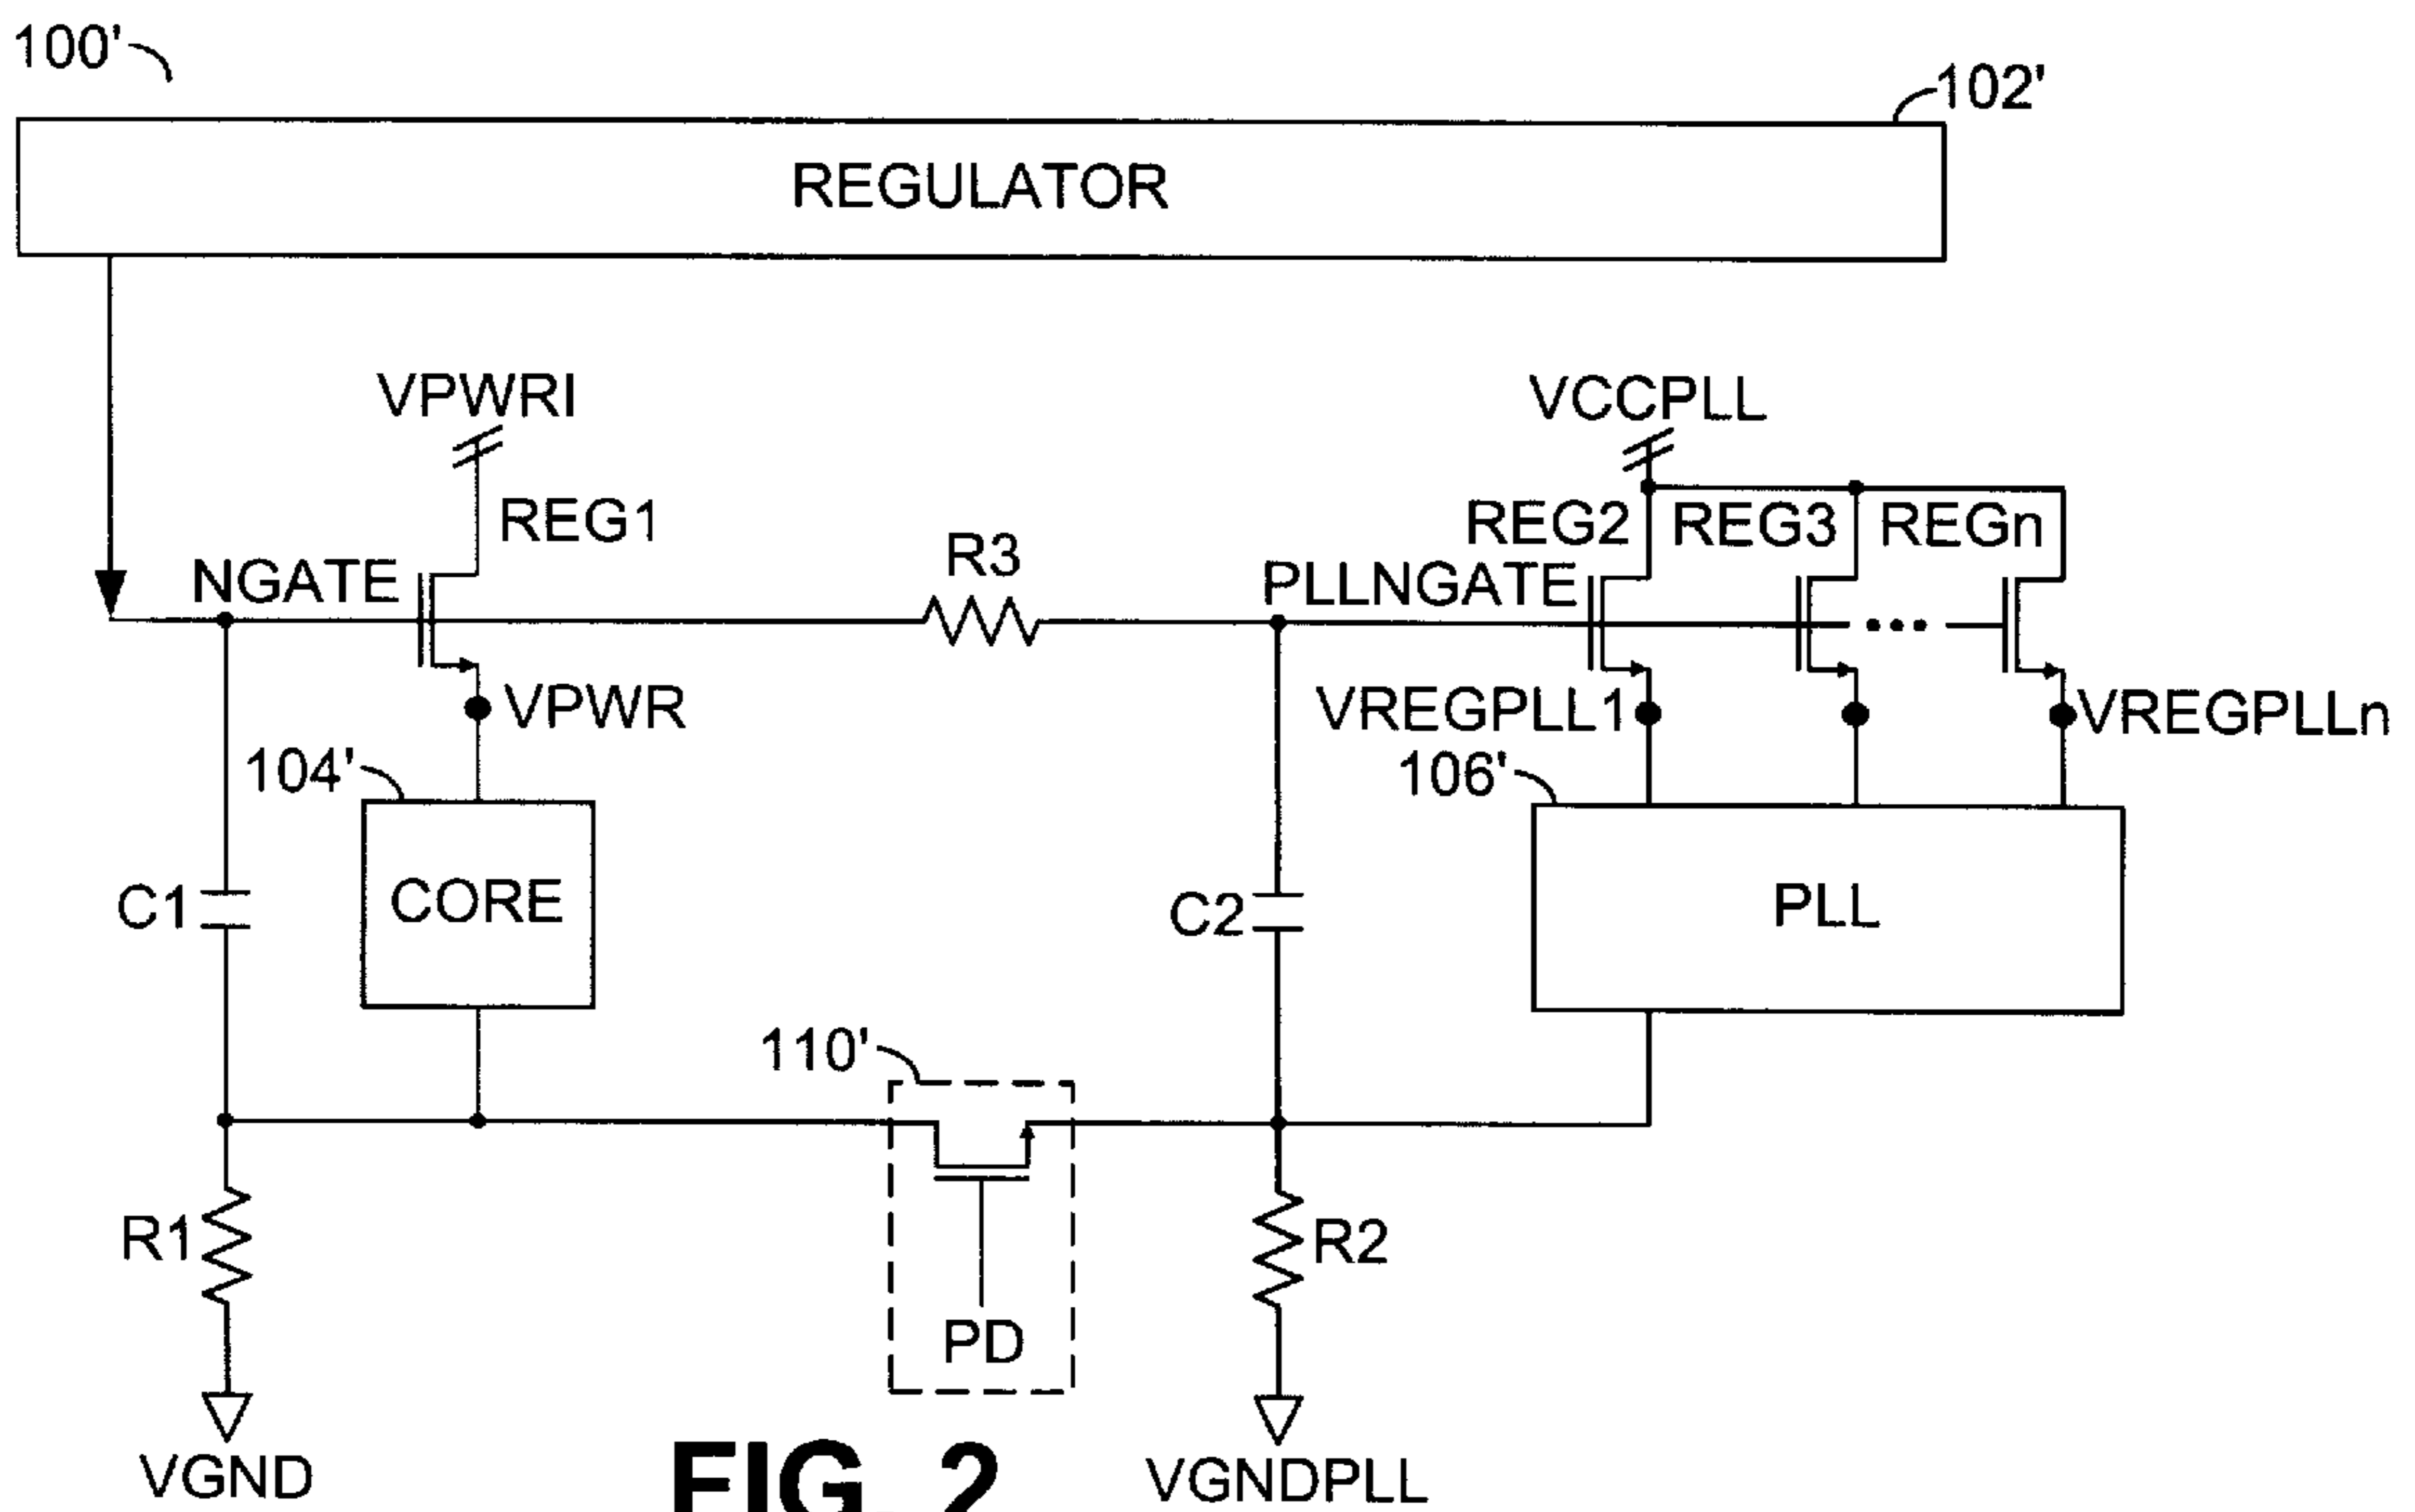 100'
102'
REGULATOR
VPWRI
VCCPLL
REG1
REG2
REG3
REGn
NGATE
R3
PLLNGATE
VPWR
VREGPLL1
VREGPLLn
104'
106'
CORE
C1
C2
PLL
110'
R1
R2
PD
VGND
FIG. 2
VGNDPLL